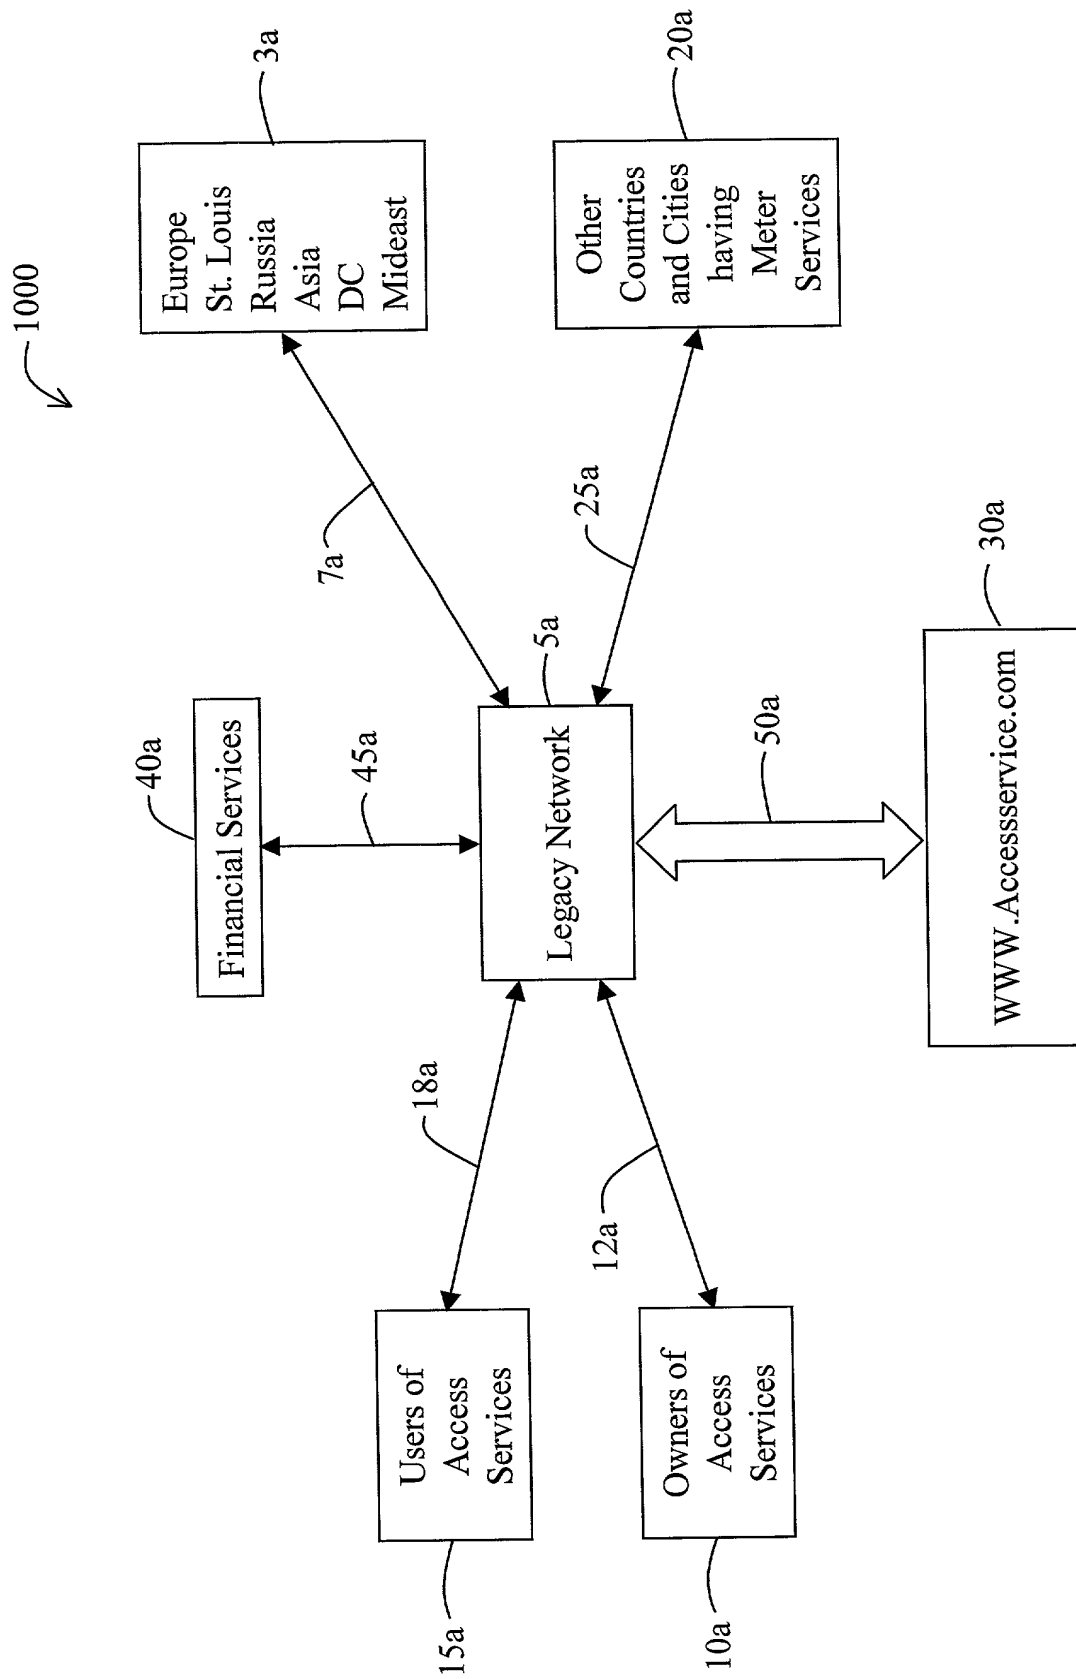 1000
40a
Financial Services
45a
Europe
St. Louis
Russia
Asia
DC
Mideast
3a
7a
Users of
Access
Services
15a
18a
Legacy Network
5a
Other
Countries
and Cities
having
Meter
Services
20a
25a
Owners of
Access
Services
10a
12a
50a
WWW.Accessservice.com
30a